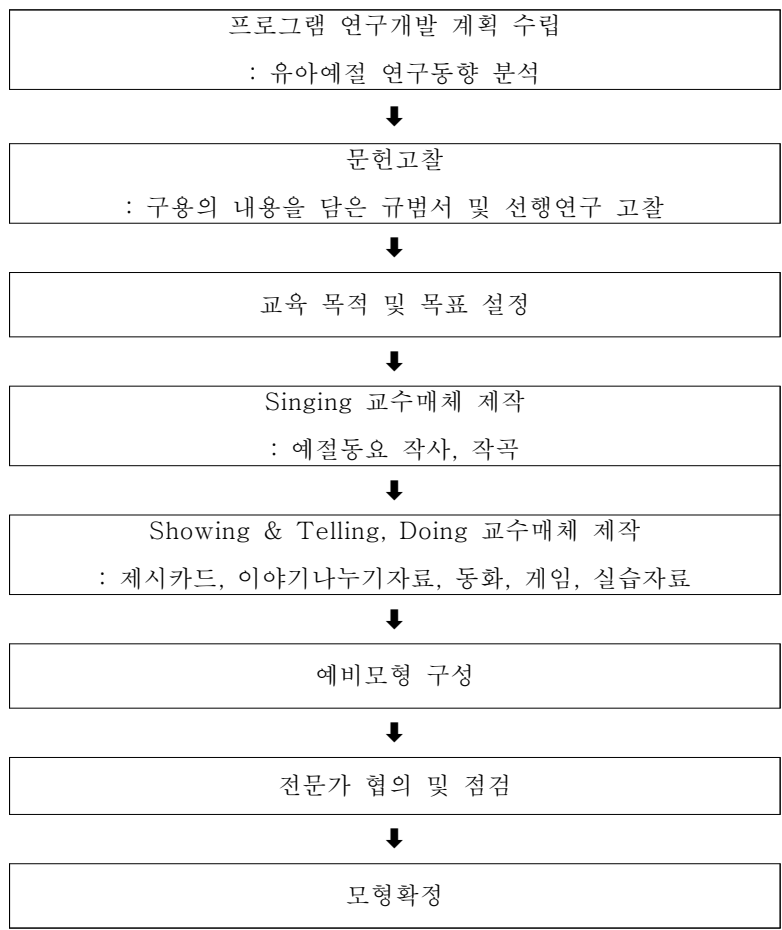 프로그램 연구개발 계획 수립
: 유아예절 연구동향 분석
문헌고찰
: 구용의 내용을 담은 규범서 및 선행연구 고찰
교육 목적 및 목표 설정
Singing 교수매체 제작
: 예절동요 작사, 작곡
Showing & Telling, Doing 교수매체 제작
: 제시카드, 이야기나누기자료, 동화, 게임, 실습자료
예비모형 구성
전문가 협의 및 점검
모형확정